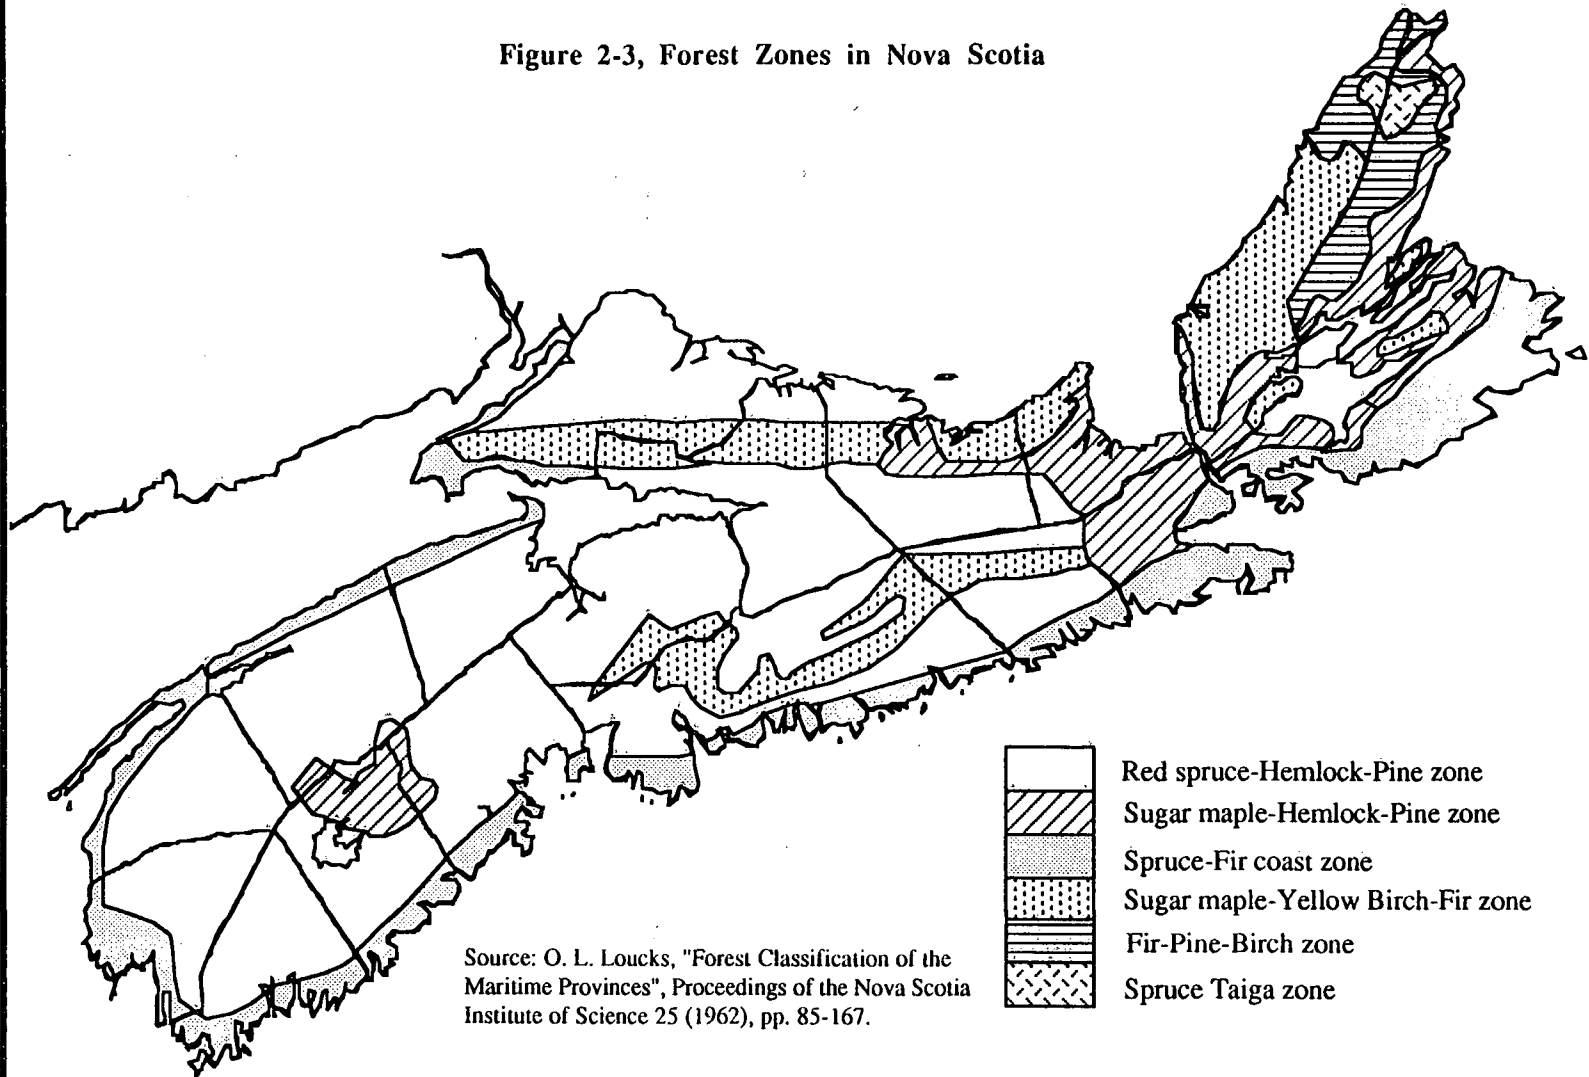 Figure 2-3, Forest Zones in Nova Scotia
Red spruce-Hemlock-Pine zone
Sugar maple-Hemlock-Pine zone
Spruce-Fir coast zone
Sugar maple-Yellow Birch-Fir zone
Fir-Pine-Birch zone
Spruce Taiga zone
Source: O. L. Loucks, "Forest Classification of the
Maritime Provinces", Proceedings of the Nova Scotia
Institute of Science 25 (1962), pp. 85-167.